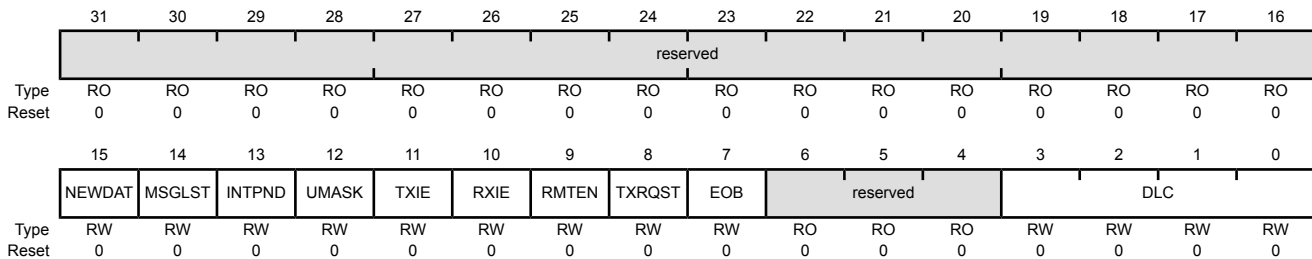 31 30 29 28 27 26 25 24 23 22 21 20 19 18 17 16
reserved
Type RO RO RO RO RO RO RO RO RO RO RO RO RO RO RO RO
Reset 0 0 0 0 0 0 0 0 0 0 0 0 0 0 0 0
15 14 13 12 11 10 9 8 7 6 5 4 3 2 1 0
NEWDAT MSGLST INTPND UMASK TXIE RXIE RMTEN TXRQST EOB reserved DLC
Type RW RW RW RW RW RW RW RW RW RO RO RO RW RW RW RW
Reset 0 0 0 0 0 0 0 0 0 0 0 0 0 0 0 0